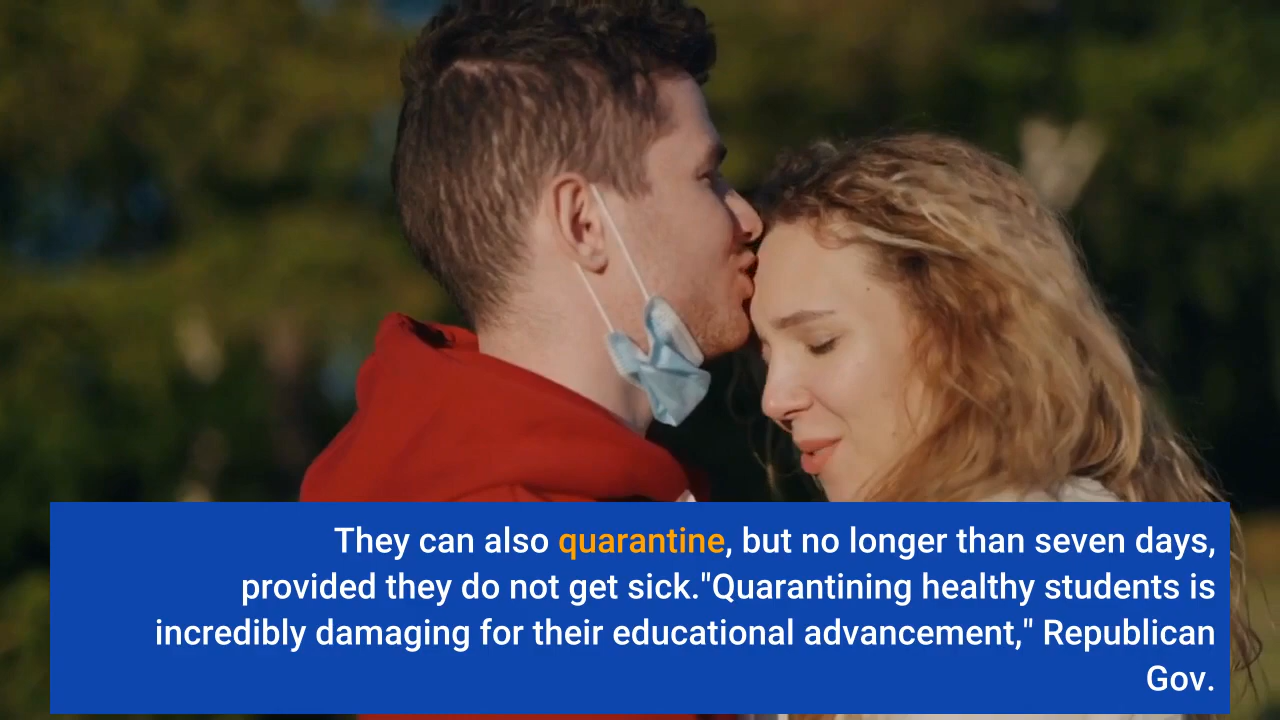 They can also quarantine, but no longer than seven days,
provided they do not get sick."Quarantining healthy students is
incredibly damaging for their educational advancement," Republican
Gov.